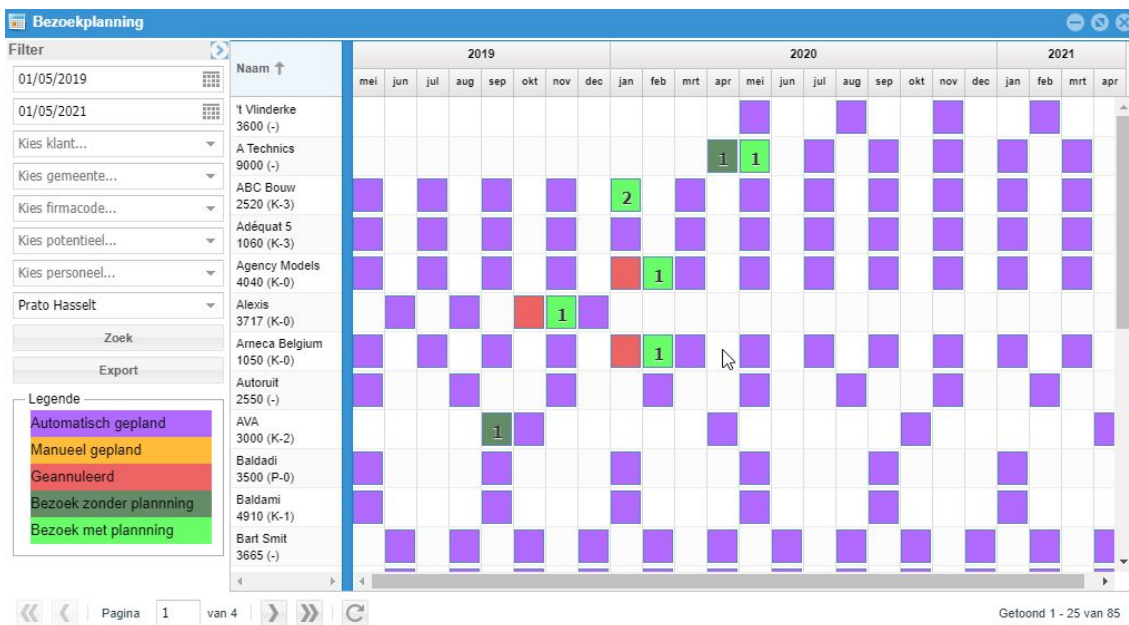 Bezoekplanning
Filter
01/05/2019
01/05/2021
Kies klant...
Kies gemeente...
Kies firmacode...
Kies potentieel...
Kies personeel...
Prato Hasselt
Zoek
Export
Legende
Automatisch gepland
Manueel gepland
Geannuleerd
Bezoek zonder plannning
Bezoek met plannning
Naam
2019 2020 2021
mei jun jul aug sep okt nov dec jan feb mrt apr mei jun jul aug sep okt nov dec jan feb mrt apr
't Vlinderke
3600 (-)
A Technics
9000 (-)
1 1
ABC Bouw
2520 (K-3)
2
Adéquat 5
1060 (K-3)
Agency Models
4040 (K-0)
1
Alexis
3717 (K-0)
1
Arneca Belgium
1050 (K-0)
1
Autoruit
2550 (-)
AVA
3000 (K-2)
1
Baldadi
3500 (P-0)
Baldami
4910 (K-1)
Bart Smit
3665 (-)
Pagina 1 van 4
Getoond 1 - 25 van 85